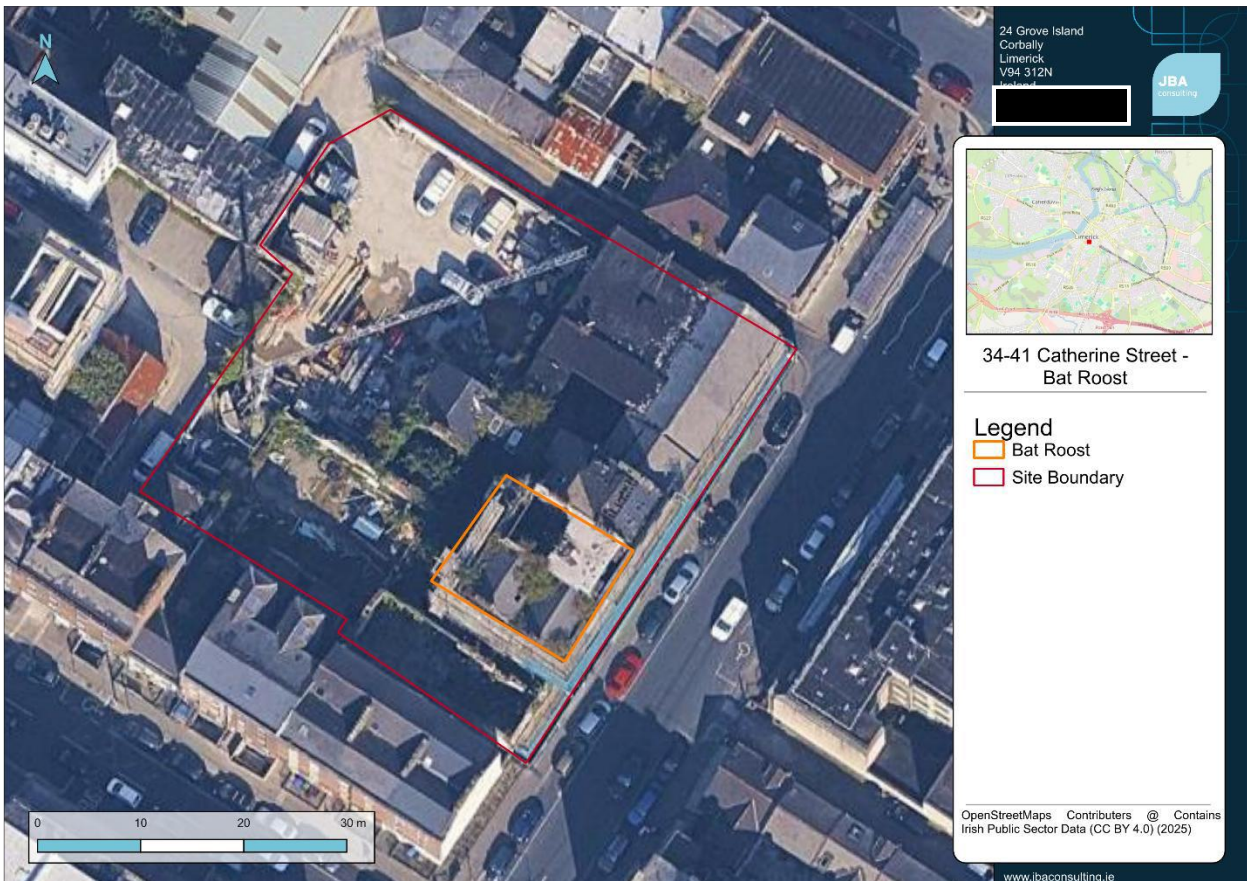 N
24 Grove Island
Corbally
Limerick
V94 312N
Ireland
JBA
consulting
Limerick
34-41 Catherine Street -
Bat Roost
Legend
Bat Roost
Site Boundary
0 10 20 30 m
OpenStreetMaps Contributers @ Contains
Irish Public Sector Data (CC BY 4.0) (2025)
www.jbaconsulting.ie